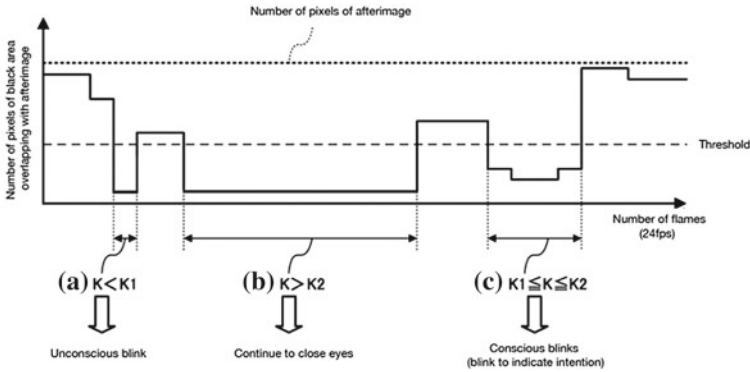 Number of pixels of afterimage
Number of pixels of black area
overlapping with afterimage
Threshold
Number of flames
(24fps)
(a) K<K1
(b) K>K2
(c) K1≦K≦K2
Unconscious blink
Continue to close eyes
Conscious blinks
(blink to indicate intention)